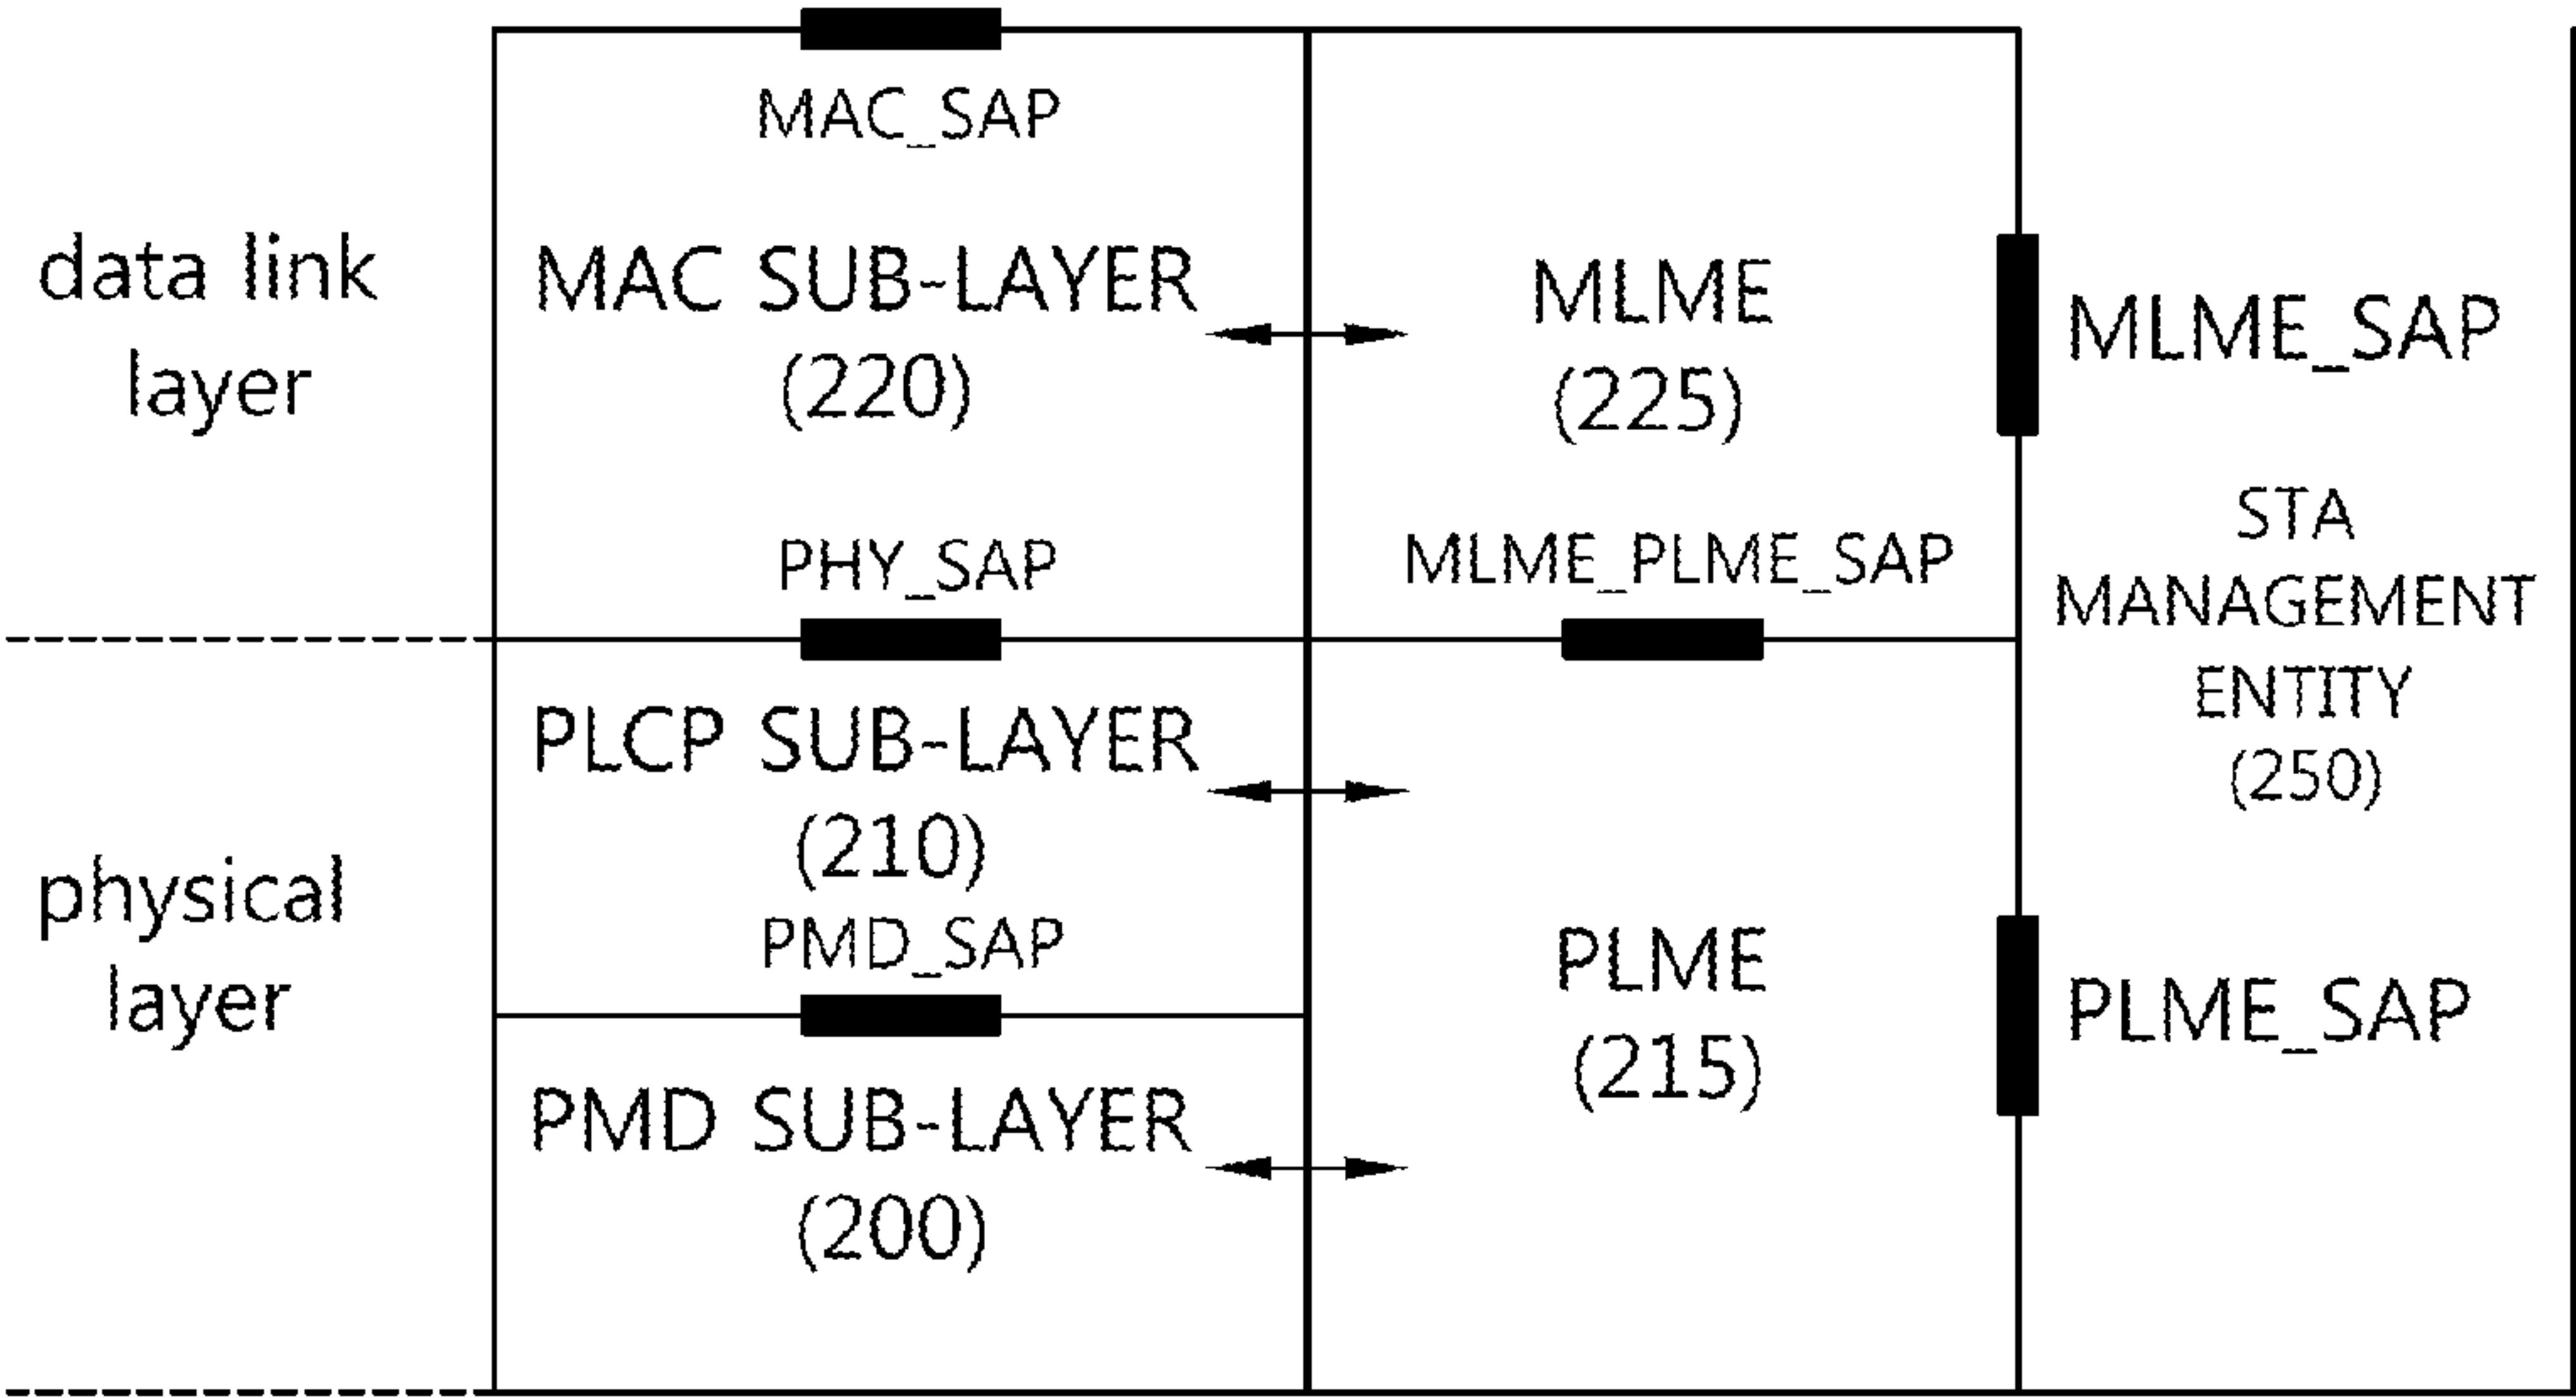 data link
layer
physical
layer
MAC_SAP
MAC SUB-LAYER
(220)
PHY_SAP
PLCP SUB-LAYER
(210)
PMD_SAP
PMD SUB-LAYER
(200)
MLME
(225)
MLME_PLME_SAP
PLME
(215)
MLME_SAP
STA
MANAGEMENT
ENTITY
(250)
PLME_SAP